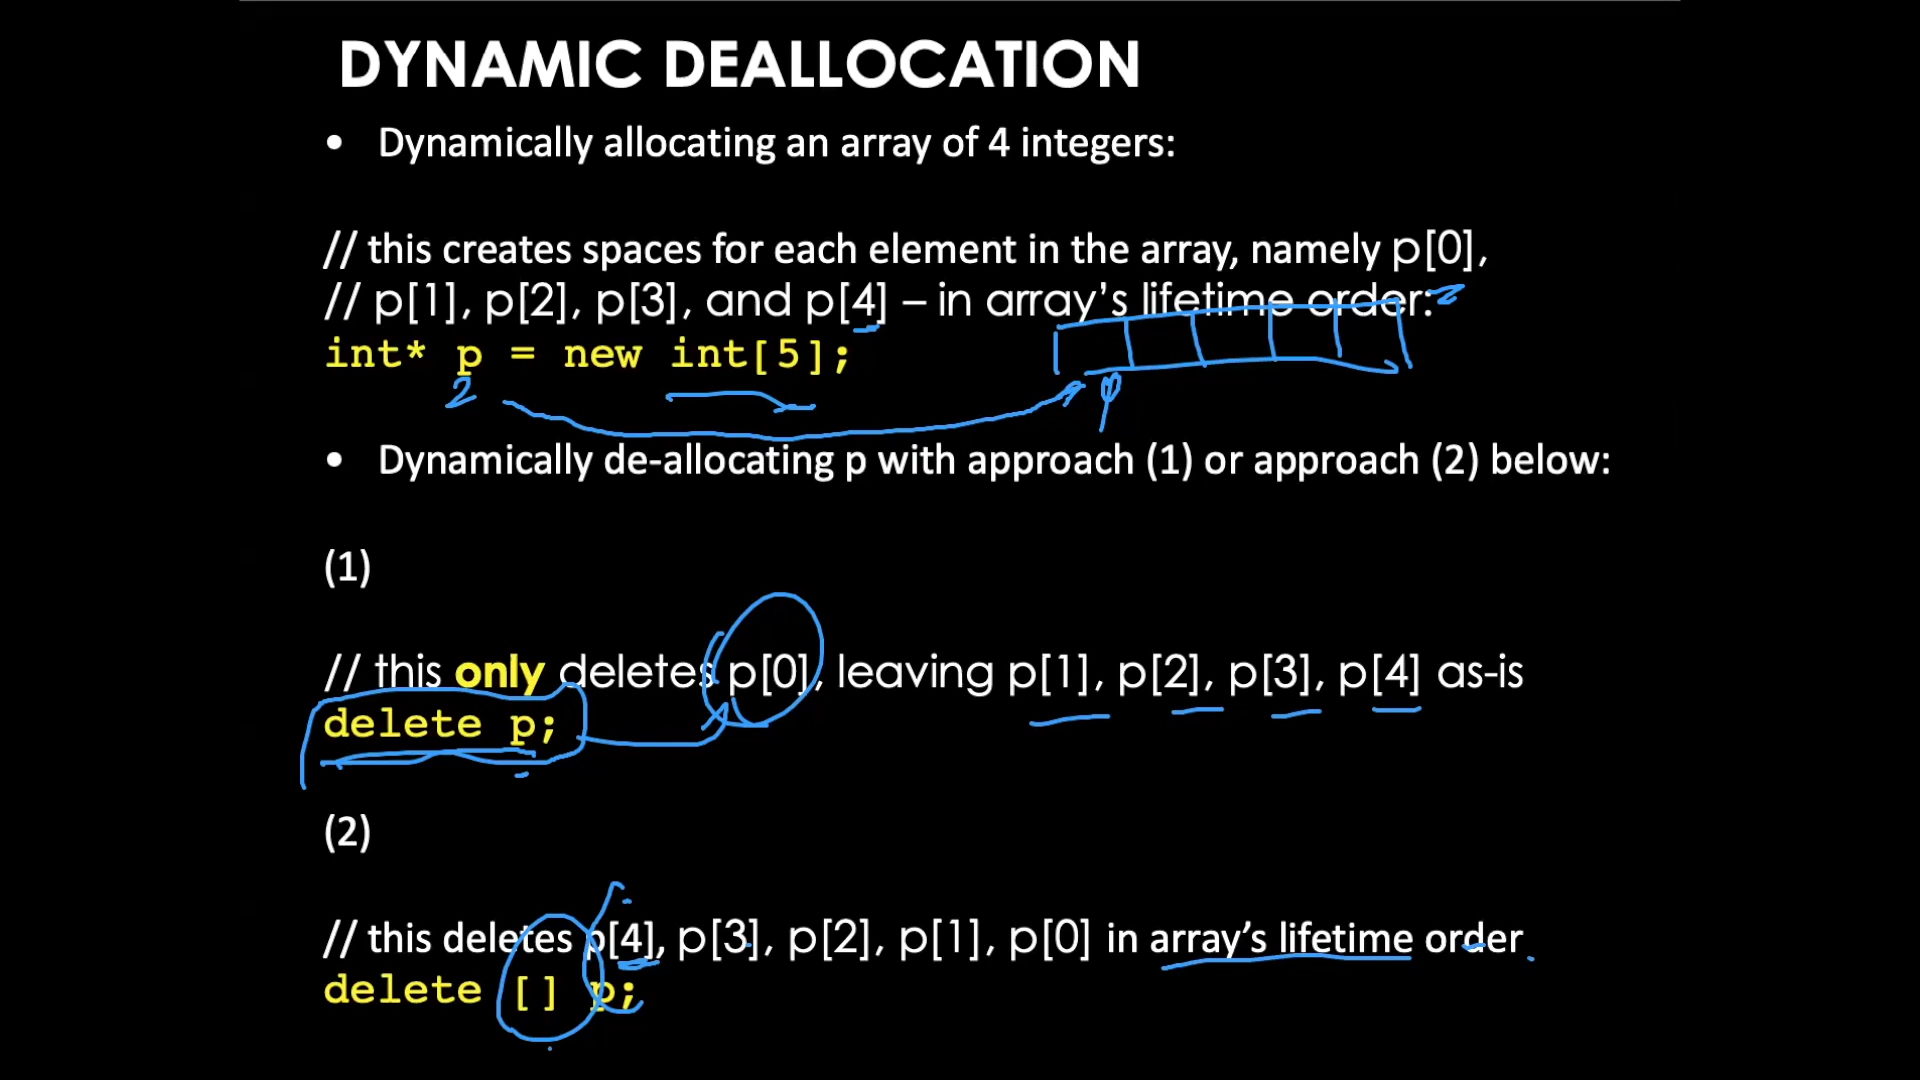 DYNAMIC DEALLOCATION
• Dynamically allocating an array of 4 integers:
// this creates spaces for each element in the array, namely p[0],
// p[1], p[2], p[3], and p[4] – in array's lifetime order:
int* p = new int[5];
• Dynamically de-allocating p with approach (1) or approach (2) below:
(1)
// this only deletes p[0], leaving p[1], p[2], p[3], p[4] as-is
delete p;
(2)
// this deletes p[4], p[3], p[2], p[1], p[0] in array's lifetime order
delete [] p;